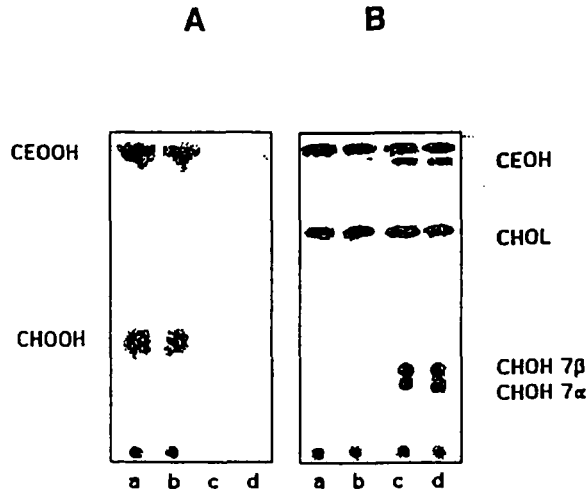 A B
CEOOH
CEOH
CHOL
CHOOH
CHOH 7β
CHOH 7α
a b c d a b c d